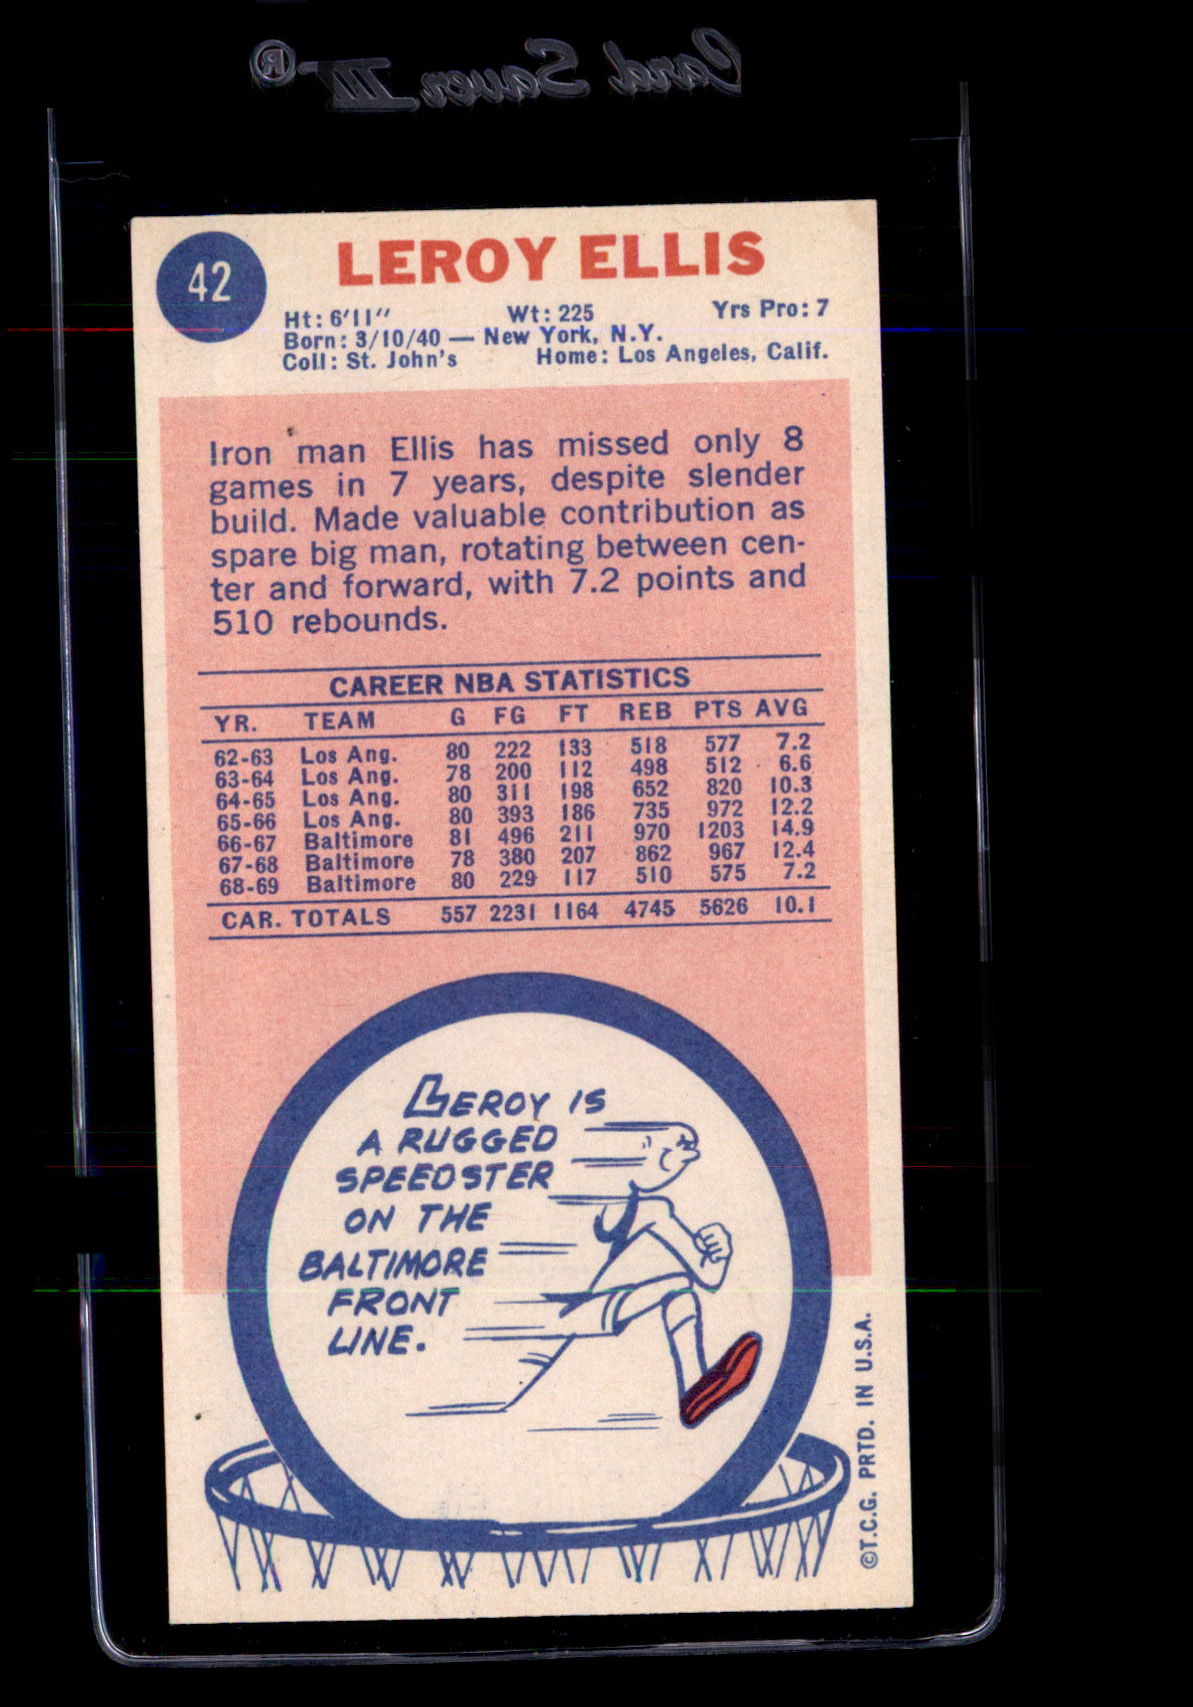 Card Saver III®
42
LEROY ELLIS
Ht: 6'11" Wt: 225 Yrs Pro: 7
Born: 3/10/40 — New York, N.Y.
Coll: St. John's Home: Los Angeles, Calif.
Iron man Ellis has missed only 8
games in 7 years, despite slender
build. Made valuable contribution as
spare big man, rotating between cen-
ter and forward, with 7.2 points and
510 rebounds.
CAREER NBA STATISTICS
YR. TEAM G FG FT REB PTS AVG
62-63 Los Ang. 80 222 133 518 577 7.2
63-64 Los Ang. 78 200 112 498 512 6.6
64-65 Los Ang. 80 311 198 652 820 10.3
65-66 Los Ang. 80 393 186 735 972 12.2
66-67 Baltimore 81 496 211 970 1203 14.9
67-68 Baltimore 78 380 207 862 967 12.4
68-69 Baltimore 80 229 117 510 575 7.2
CAR. TOTALS 557 2231 1164 4745 5626 10.1
LEROY IS
A RUGGED
SPEEDSTER
ON THE
BALTIMORE
FRONT
LINE.
©T.C.G. PRTD. IN U.S.A.